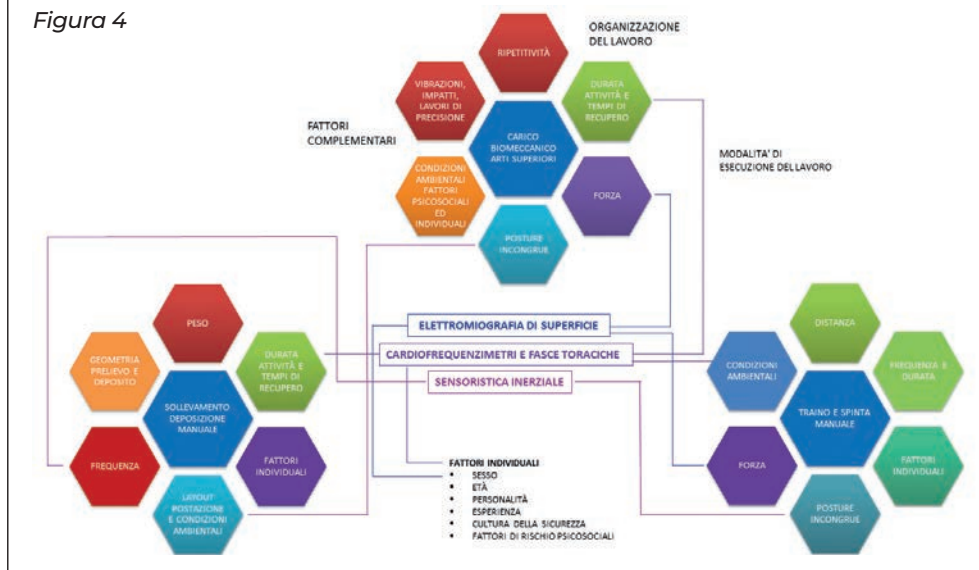 Figura 4
ORGANIZZAZIONE
DEL LAVORO
RIPETITIVITÀ
VIBRAZIONI,
IMPATTI,
LAVORI DI
PRECISIONE
DURATA
ATTIVITÀ E
TEMPI DI
RECUPERO
FATTORI
COMPLEMENTARI
CARICO
BIOMECCANICO
ARTI SUPERIORI
MODALITA' DI
ESECUZIONE DEL LAVORO
CONDIZIONI
AMBIENTALI
FATTORI
PSICOSOCIALI
ED
INDIVIDUALI
FORZA
POSTURE
INCONGRUE
PESO
GEOMETRIA
PRELIEVO E
DEPOSITO
DURATA
ATTIVITÀ E
TEMPI DI
RECUPERO
SOLLEVAMENTO
DEPOSIZIONE
MANUALE
FREQUENZA
FATTORI
INDIVIDUALI
LAYOUT
POSTAZIONE
E CONDIZIONI
AMBIENTALI
ELETTROMIOGRAFIA DI SUPERFICIE
CARDIOFREQUENZIMETRI E FASCE TORACICHE
SENSORISTICA INERZIALE
FATTORI INDIVIDUALI
▪ SESSO
▪ ETÀ
▪ PERSONALITÀ
▪ ESPERIENZA
▪ CULTURA DELLA SICUREZZA
▪ FATTORI DI RISCHIO PSICOSOCIALI
DISTANZA
CONDIZIONI
AMBIENTALI
FREQUENZA E
DURATA
TRAINO E SPINTA
MANUALE
FORZA
FATTORI
INDIVIDUALI
POSTURE
INCONGRUE